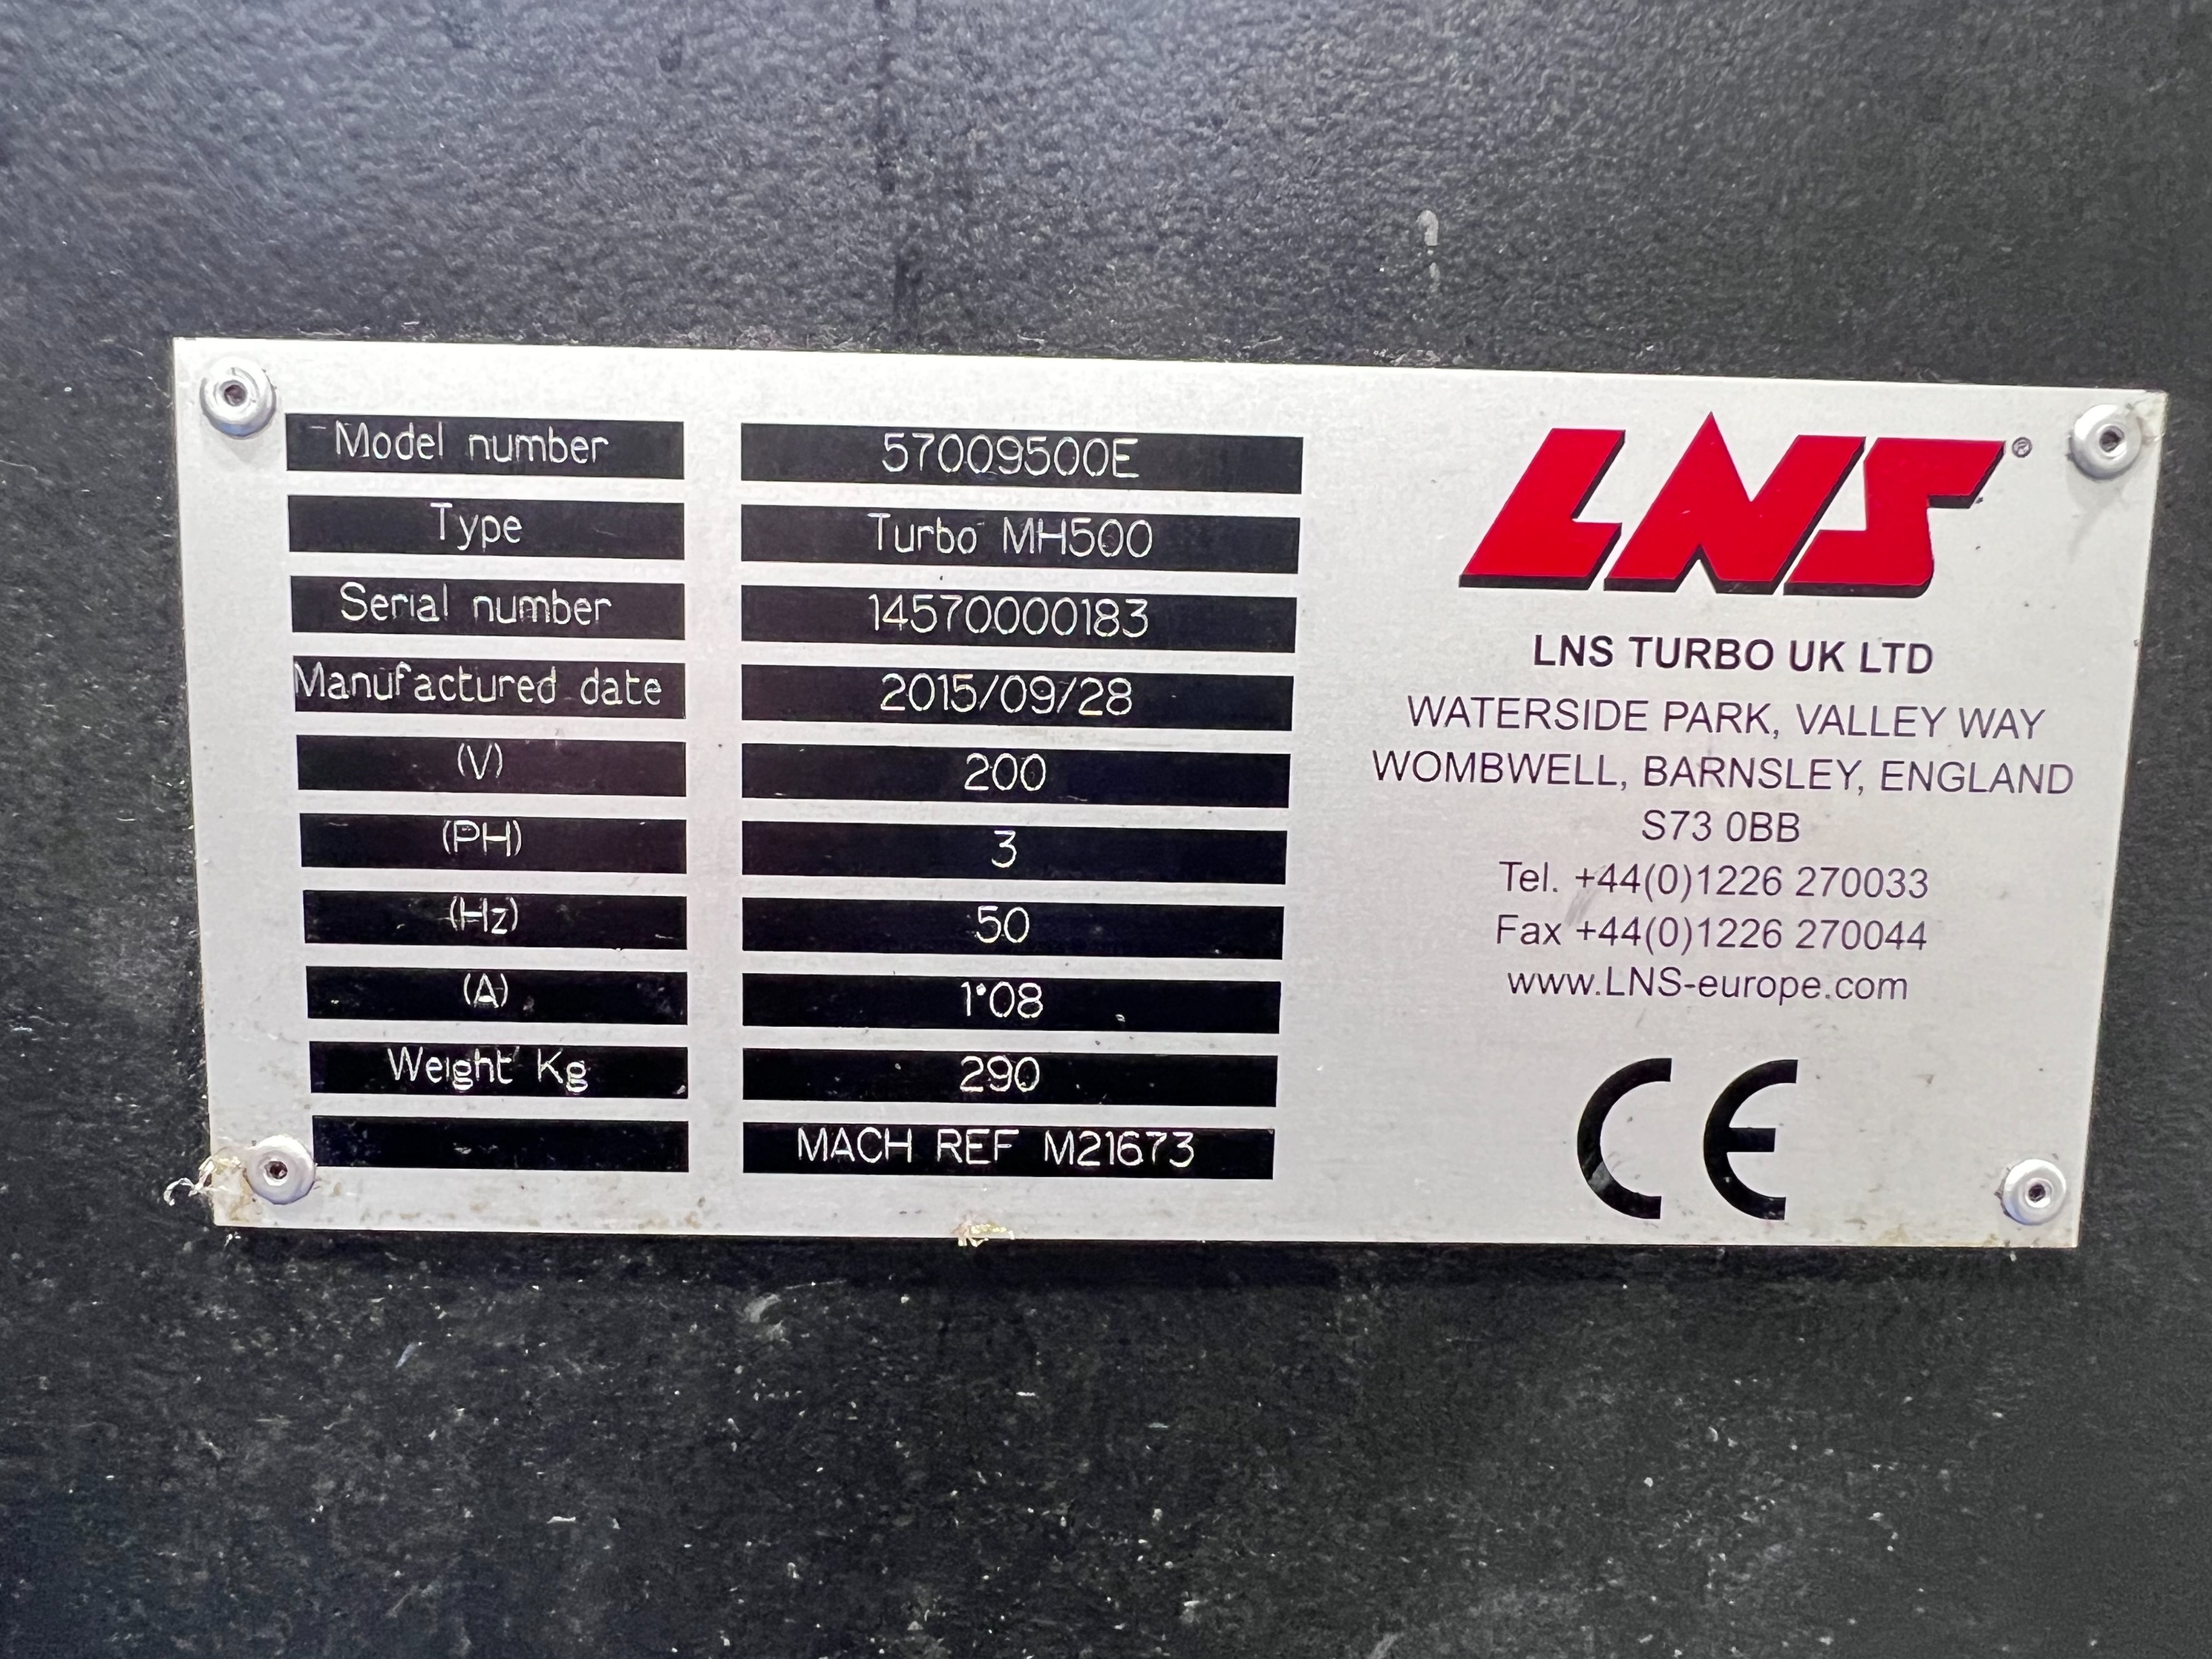 Model number 57009500E
Type Turbo MH500
Serial number 14570000183
Manufactured date 2015/09/28
(V) 200
(PH) 3
(Hz) 50
(A) 1•08
Weight Kg 290
MACH REF M21673
LNS®
LNS TURBO UK LTD
WATERSIDE PARK, VALLEY WAY
WOMBWELL, BARNSLEY, ENGLAND
S73 0BB
Tel. +44(0)1226 270033
Fax +44(0)1226 270044
www.LNS-europe.com
CE